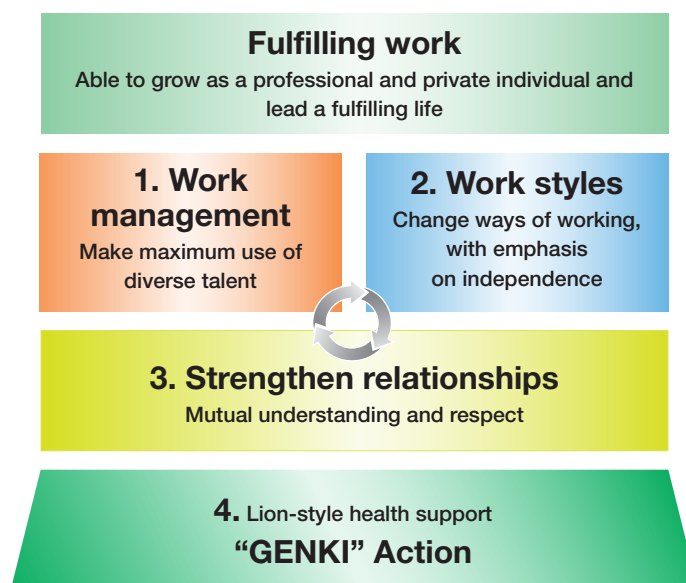 Fulfilling work
Able to grow as a professional and private individual and
lead a fulfilling life
1. Work
management
Make maximum use of
diverse talent
2. Work styles
Change ways of working,
with emphasis
on independence
3. Strengthen relationships
Mutual understanding and respect
4. Lion-style health support
“GENKI” Action